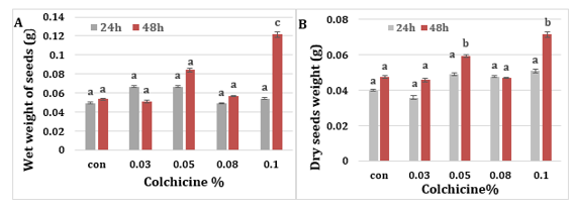 A
24h 48h
Wet weight of seeds (g)
0.14
0.12
0.1
0.08
0.06
0.04
0.02
0
a a a a a a a a a c
con 0.03 0.05 0.08 0.1
Colchicine %
B
24h 48h
Dry seeds weight (g)
0.08
0.06
0.04
0.02
0
a a a a a b a a a b
con 0.03 0.05 0.08 0.1
Colchicine%